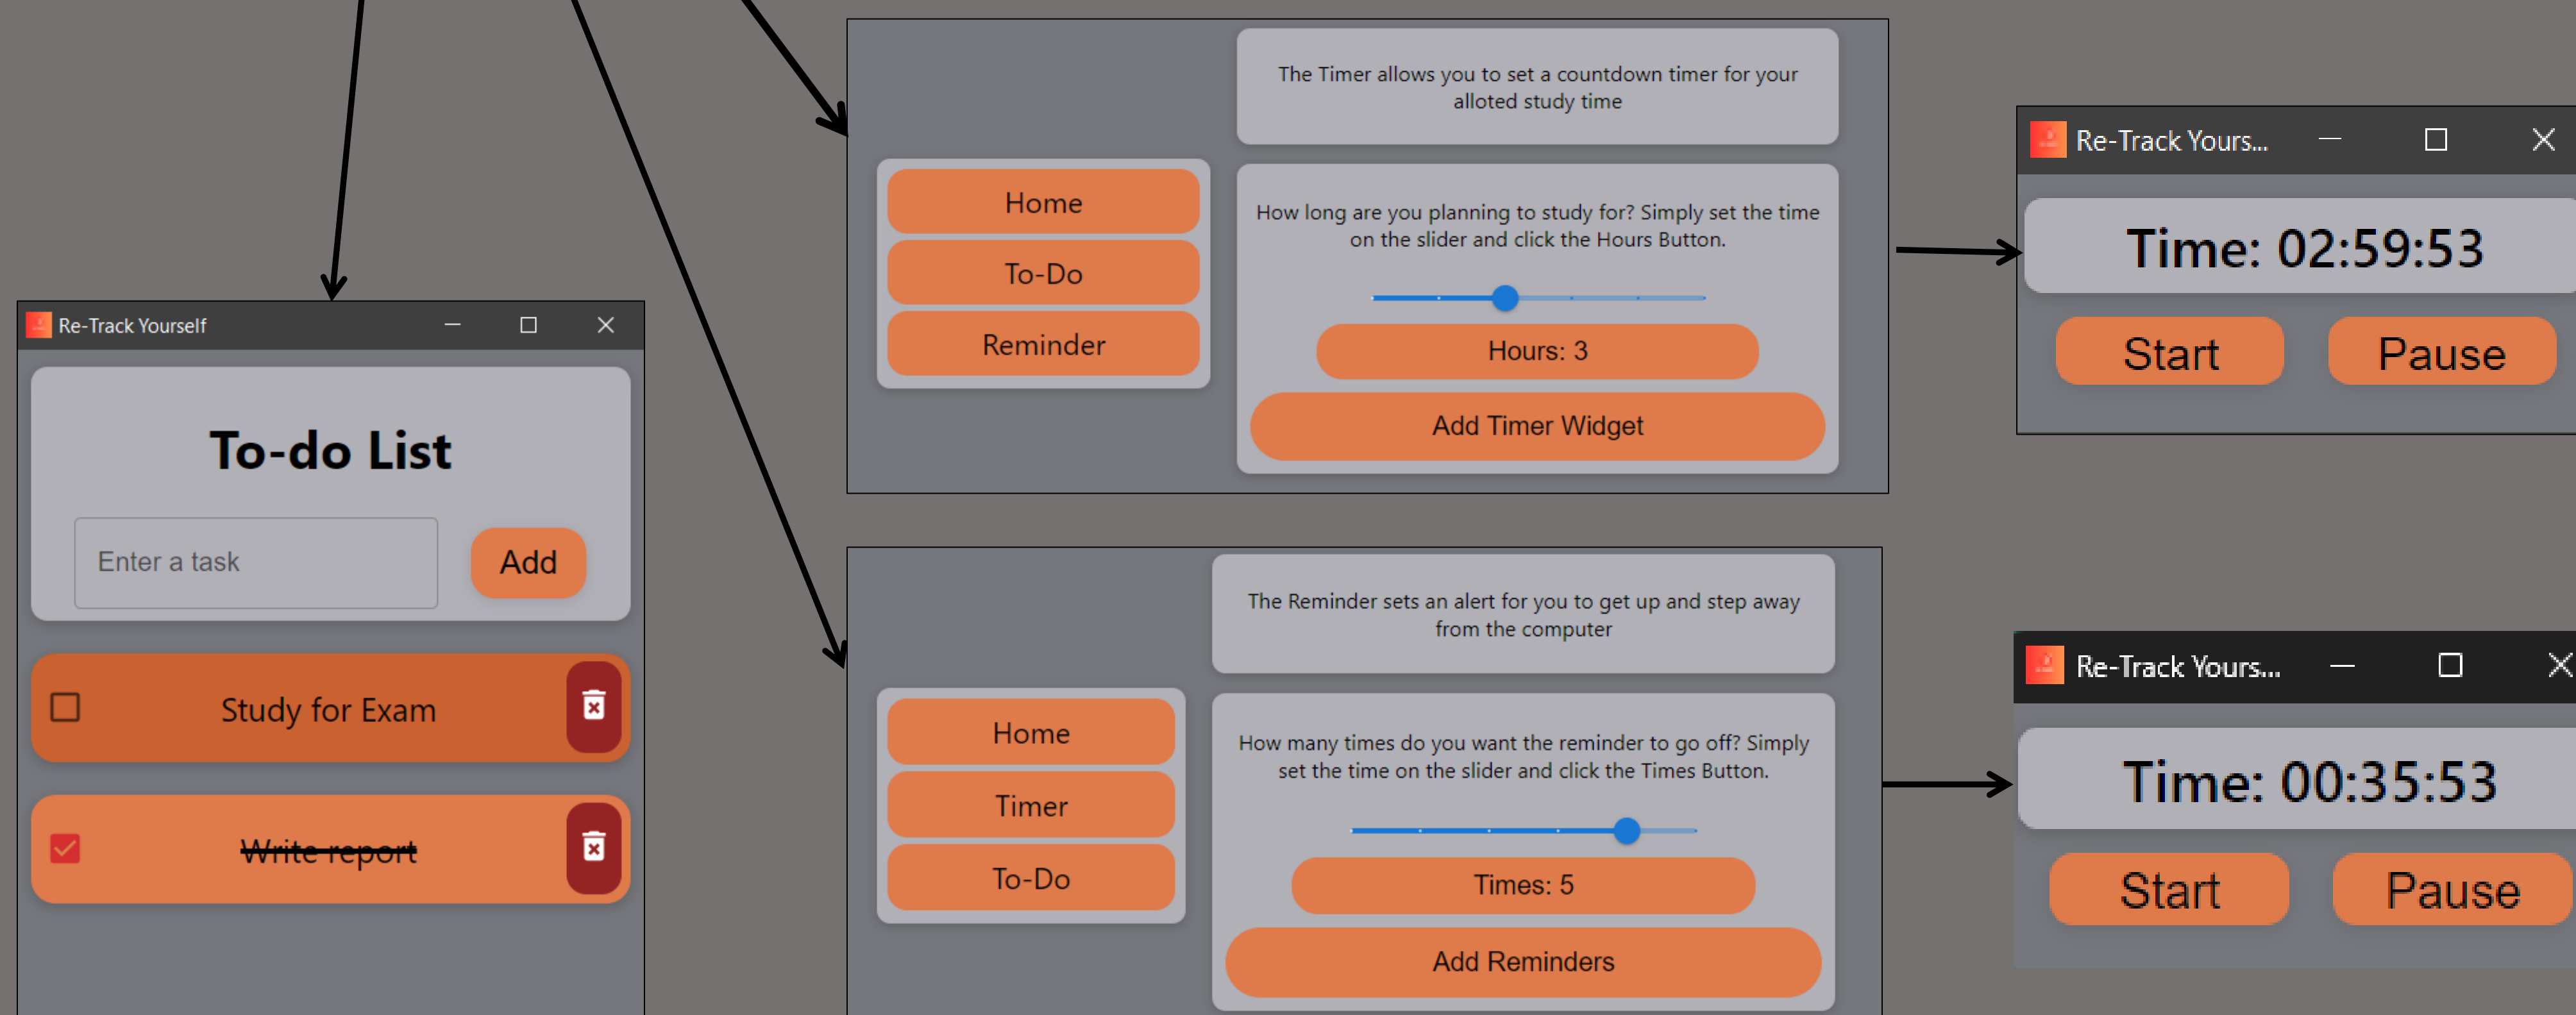 Re-Track Yourself
To-do List
Enter a task
Add
Study for Exam
Write report
The Timer allows you to set a countdown timer for your
alloted study time
Home
To-Do
Reminder
How long are you planning to study for? Simply set the time
on the slider and click the Hours Button.
Hours: 3
Add Timer Widget
Re-Track Yours...
Time: 02:59:53
Start
Pause
The Reminder sets an alert for you to get up and step away
from the computer
Home
Timer
To-Do
How many times do you want the reminder to go off? Simply
set the time on the slider and click the Times Button.
Times: 5
Add Reminders
Re-Track Yours...
Time: 00:35:53
Start
Pause